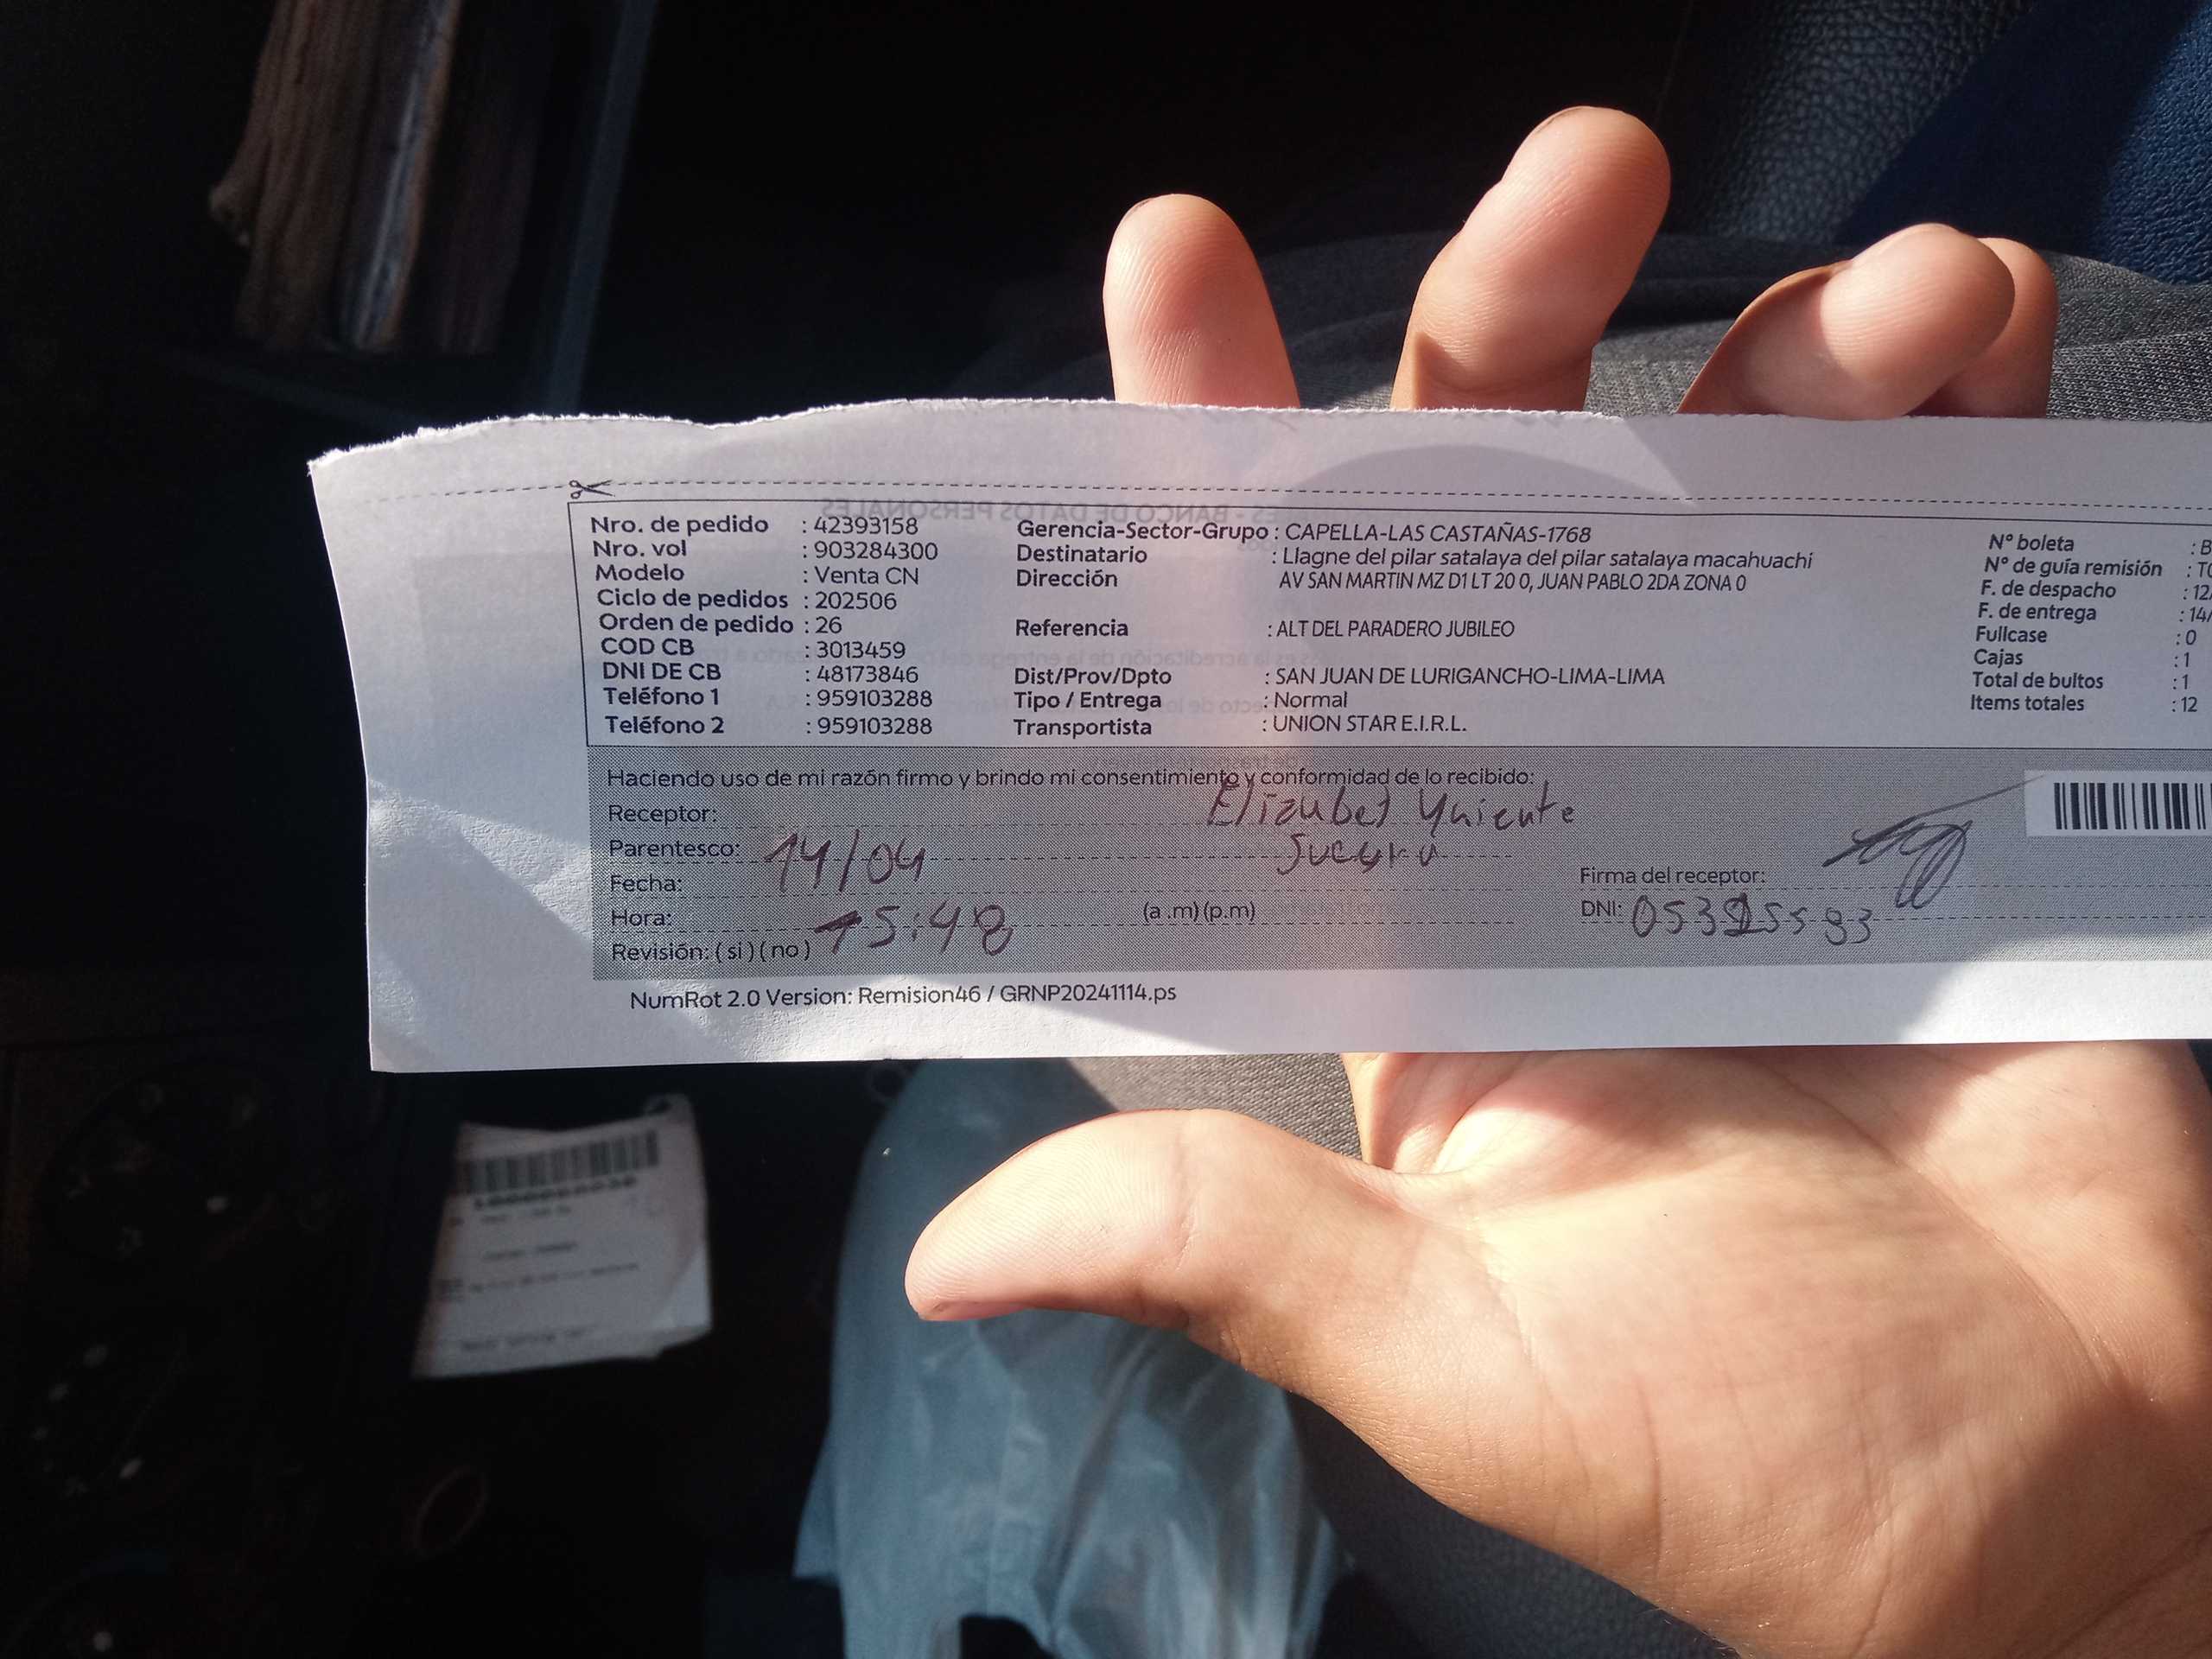 Nro. de pedido : 42393158
Nro. vol : 903284300
Modelo : Venta CN
Ciclo de pedidos : 202506
Orden de pedido : 26
COD CB : 3013459
DNI DE CB : 48173846
Teléfono 1 : 959103288
Teléfono 2 : 959103288
Gerencia-Sector-Grupo : CAPELLA-LAS CASTAÑAS-1768
Destinatario : Llagne del pilar satalaya del pilar satalaya macahuachi
Dirección AV SAN MARTIN MZ D1 LT 20 0, JUAN PABLO 2DA ZONA 0
Referencia : ALT DEL PARADERO JUBILEO
Dist/Prov/Dpto : SAN JUAN DE LURIGANCHO-LIMA-LIMA
Tipo / Entrega : Normal
Transportista : UNION STAR E.I.R.L.
N° boleta : B
N° de guía remisión : T0
F. de despacho : 12/
F. de entrega : 14/
Fullcase : 0
Cajas : 1
Total de bultos : 1
Items totales : 12
Haciendo uso de mi razón firmo y brindo mi consentimiento y conformidad de lo recibido:
Receptor: Elizabet
Parentesco: Suegra
Fecha: 14/04
Hora: 15:48 (a .m) (p.m)
Revisión: ( si ) ( no )
Firma del receptor:
DNI:
NumRot 2.0 Version: Remision46 / GRNP20241114.ps